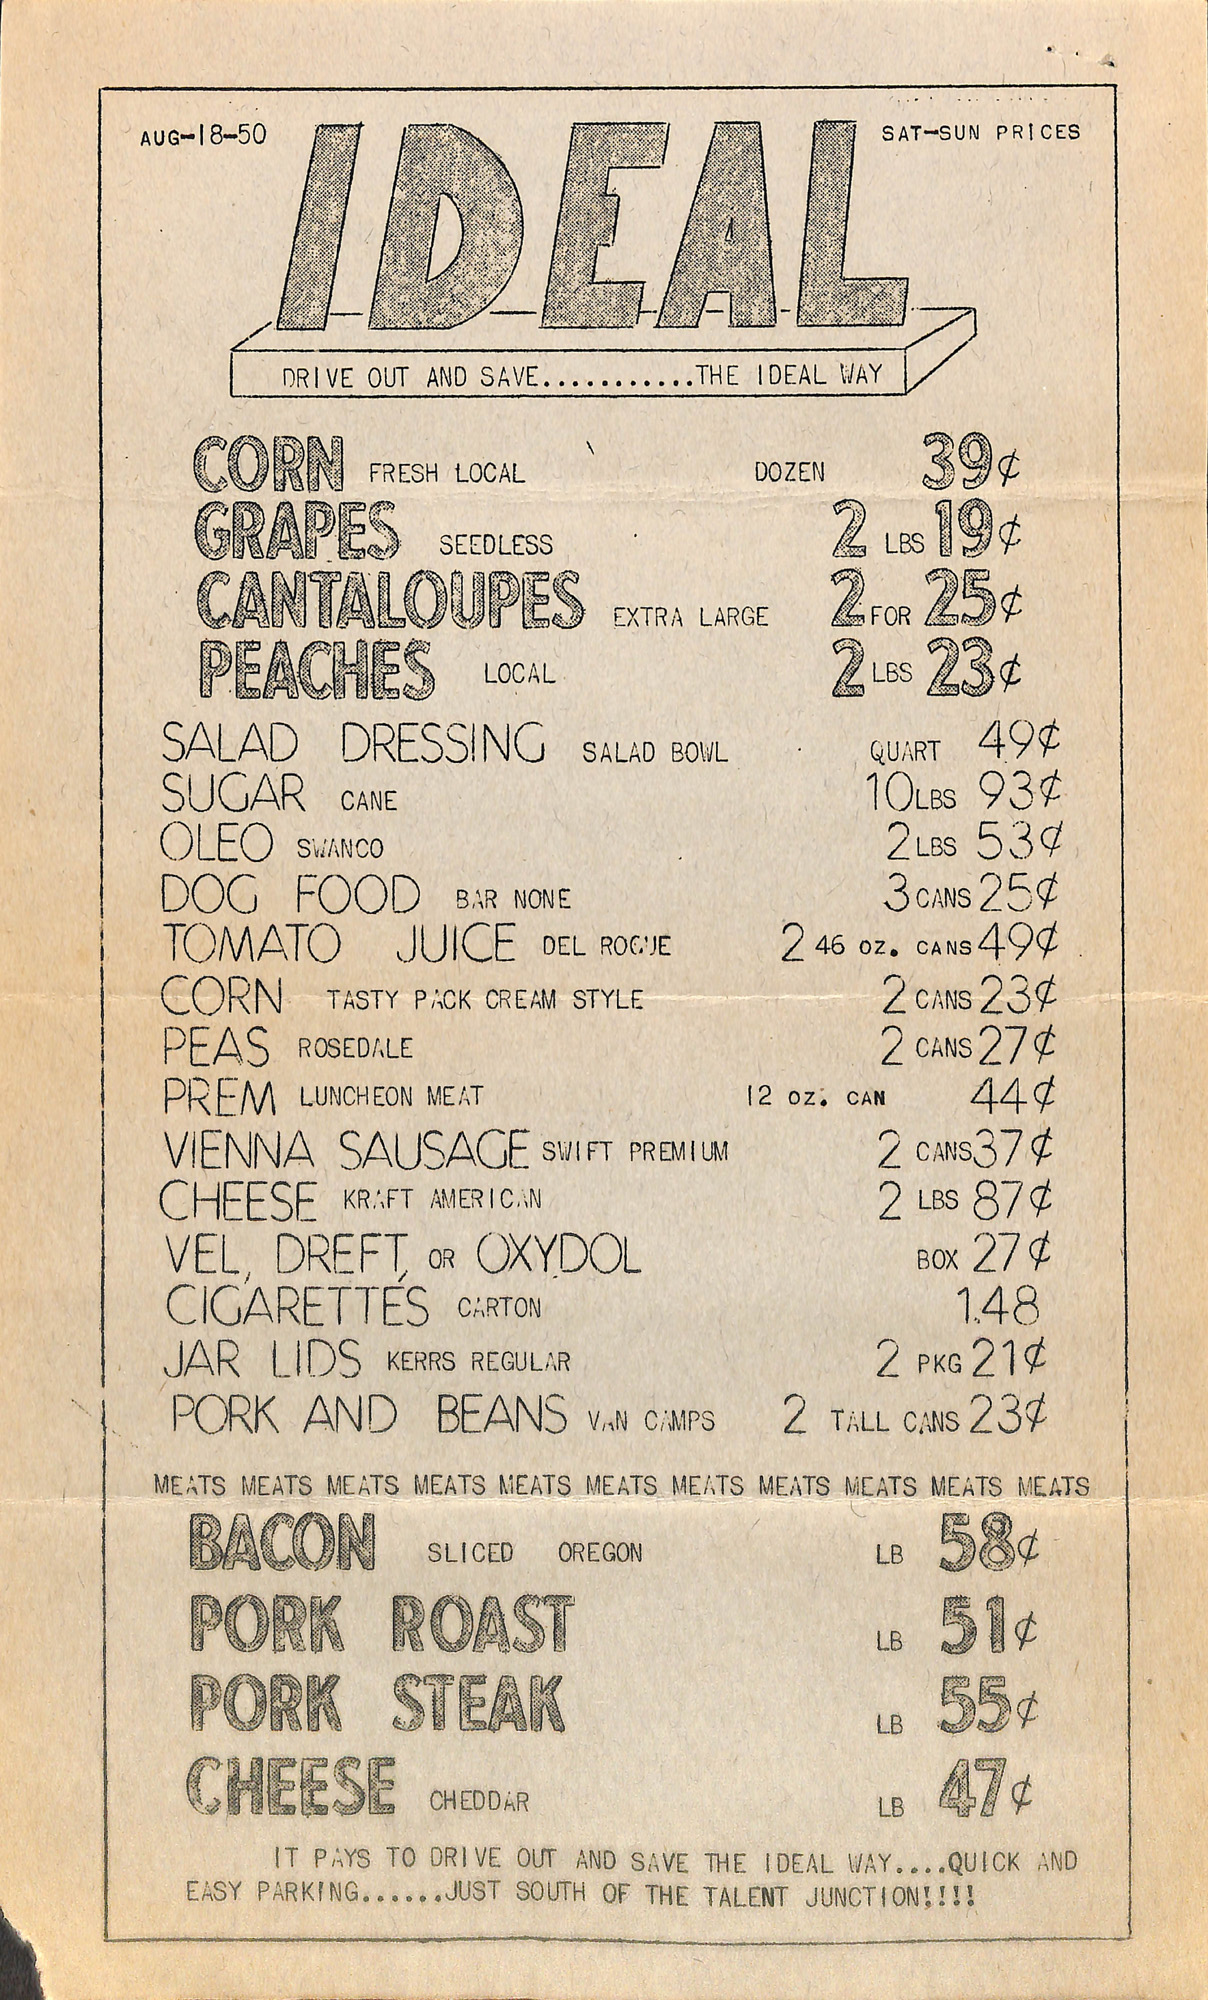 AUG-18-50
IDEAL
SAT-SUN PRICES
DRIVE OUT AND SAVE............THE IDEAL WAY
CORN FRESH LOCAL DOZEN 39¢
GRAPES SEEDLESS 2 LBS 19¢
CANTALOUPES EXTRA LARGE 2 FOR 25¢
PEACHES LOCAL 2 LBS 23¢
SALAD DRESSING SALAD BOWL QUART 49¢
SUGAR CANE 10 LBS 93¢
OLEO SWANCO 2 LBS 53¢
DOG FOOD BAR NONE 3 CANS 25¢
TOMATO JUICE DEL ROGUE 2 46 OZ. CANS 49¢
CORN TASTY PACK CREAM STYLE 2 CANS 23¢
PEAS ROSEDALE 2 CANS 27¢
PREM LUNCHEON MEAT 12 OZ. CAN 44¢
VIENNA SAUSAGE SWIFT PREMIUM 2 CANS 37¢
CHEESE KRAFT AMERICAN 2 LBS 87¢
VEL, DREFT, OR OXYDOL BOX 27¢
CIGARETTES CARTON 1.48
JAR LIDS KERRS REGULAR 2 PKG 21¢
PORK AND BEANS VAN CAMPS 2 TALL CANS 23¢
MEATS MEATS MEATS MEATS MEATS MEATS MEATS MEATS MEATS MEATS MEATS
BACON SLICED OREGON LB 58¢
PORK ROAST LB 51¢
PORK STEAK LB 55¢
CHEESE CHEDDAR LB 47¢
IT PAYS TO DRIVE OUT AND SAVE THE IDEAL WAY....QUICK AND
EASY PARKING......JUST SOUTH OF THE TALENT JUNCTION!!!!